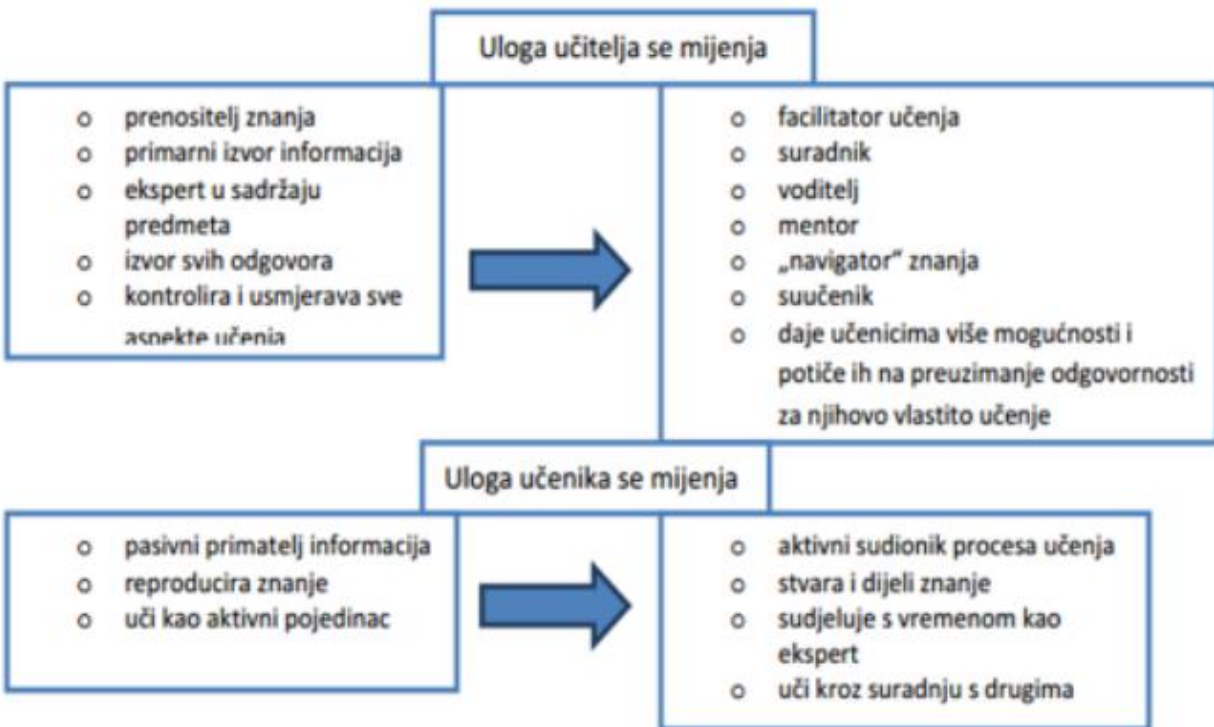 Uloga učitelja se mijenja
o prenositelj znanja
o primarni izvor informacija
o ekspert u sadržaju
predmeta
o izvor svih odgovora
o kontrolira i usmjerava sve
aspekte učenja
o facilitator učenja
o suradnik
o voditelj
o mentor
o „navigator“ znanja
o suučenik
o daje učenicima više mogućnosti i
potiče ih na preuzimanje odgovornosti
za njihovo vlastito učenje
Uloga učenika se mijenja
o pasivni primatelj informacija
o reproducira znanje
o uči kao aktivni pojedinac
o aktivni sudionik procesa učenja
o stvara i dijeli znanje
o sudjeluje s vremenom kao
ekspert
o uči kroz suradnju s drugima